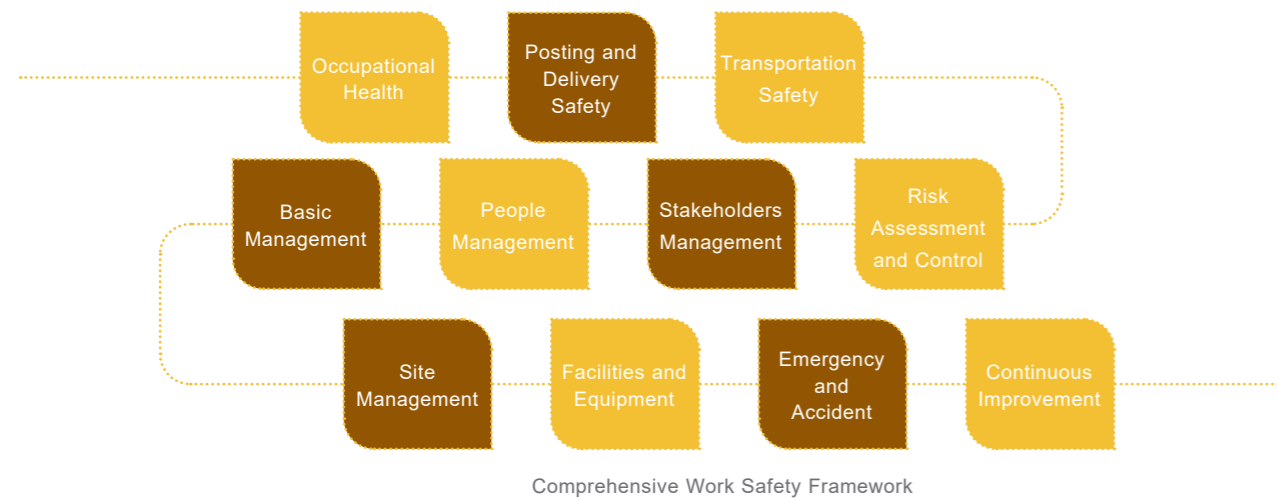 Occupational
Health
Posting and
Delivery
Safety
Transportation
Safety
Basic
Management
People
Management
Stakeholders
Management
Risk
Assessment
and Control
Site
Management
Facilities and
Equipment
Emergency
and
Accident
Continuous
Improvement
Comprehensive Work Safety Framework